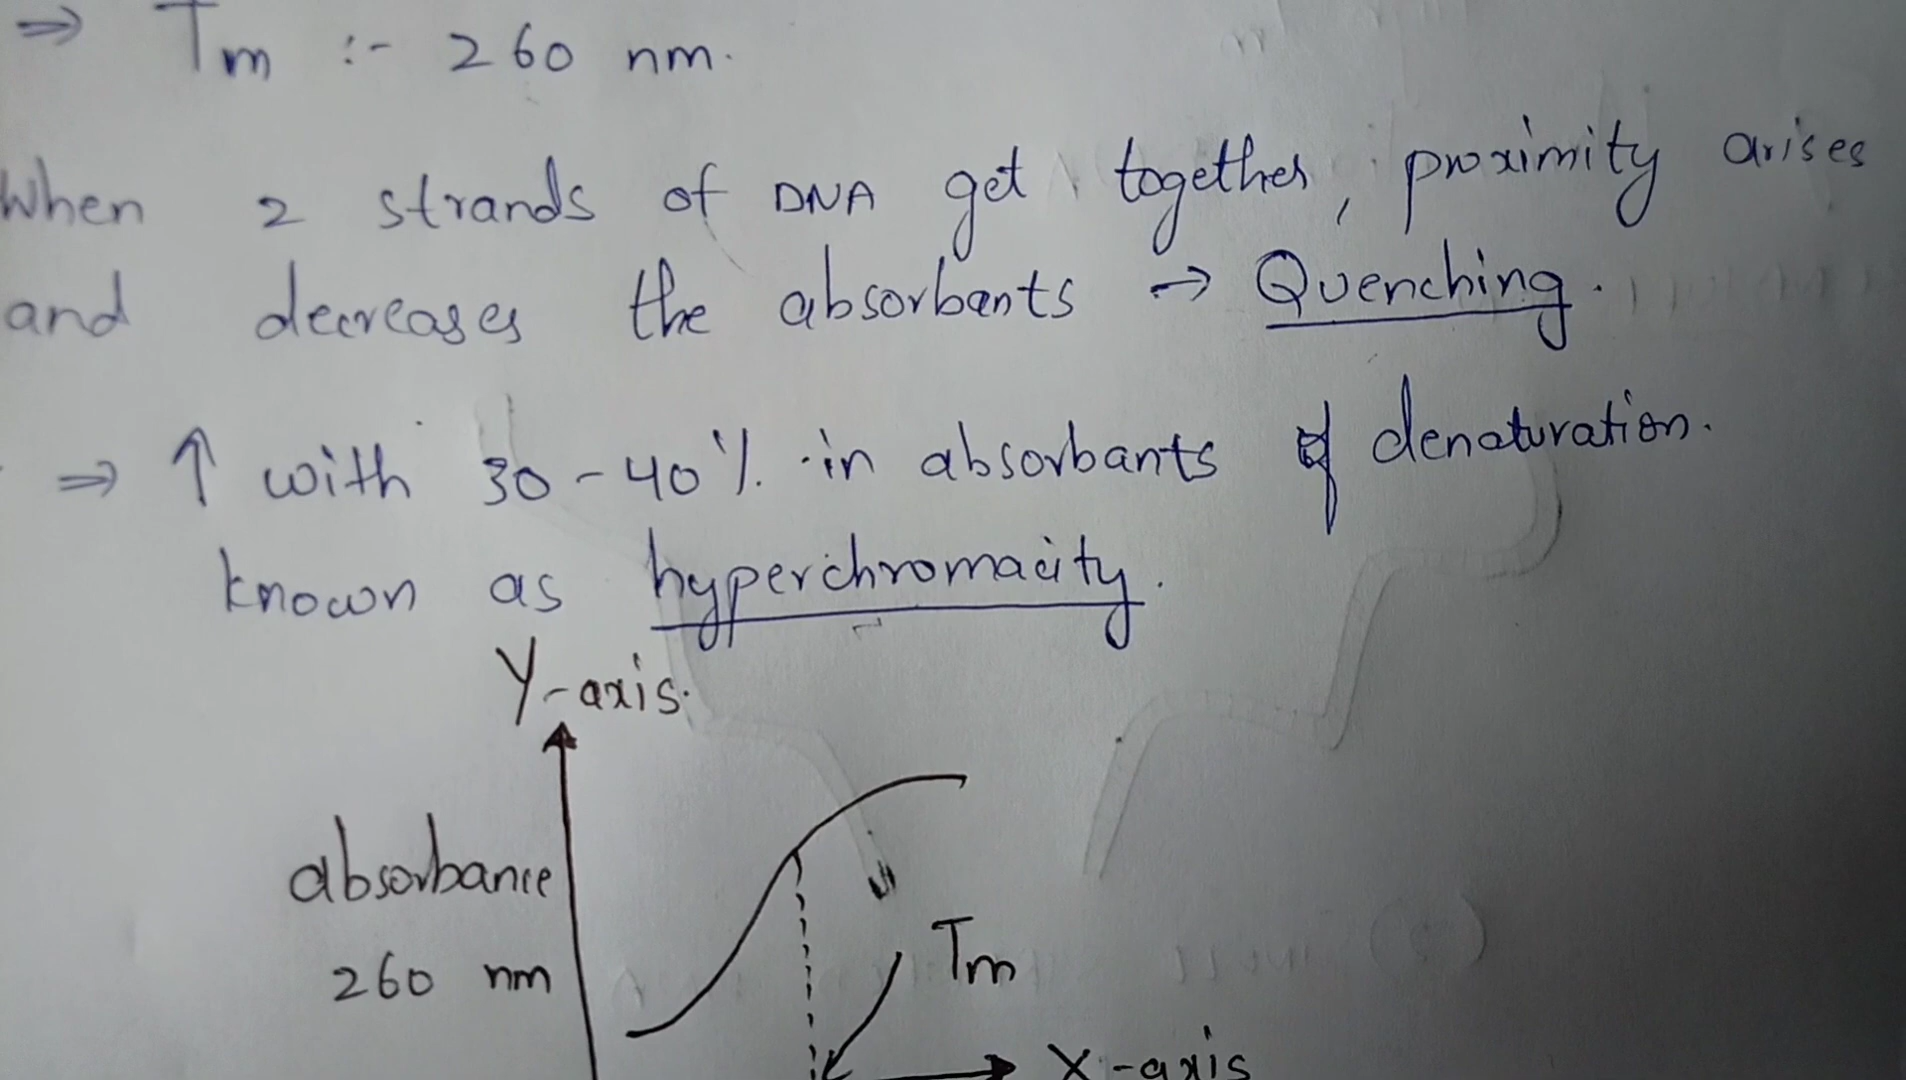 ⇒ Tm :- 260 nm.
When 2 strands of DNA get together, proximity arises
and decreases the absorbants → Quenching.
⇒ ↑ with 30-40% in absorbants of denaturation.
known as hyperchromacity.
Y-axis.
absorbance
260 nm
Tm
X-axis